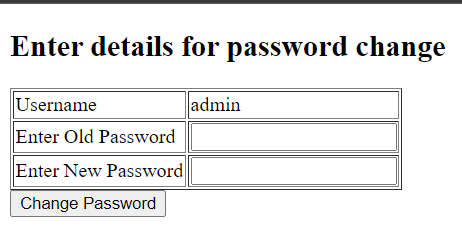 Enter details for password change
Username admin
Enter Old Password
Enter New Password
Change Password